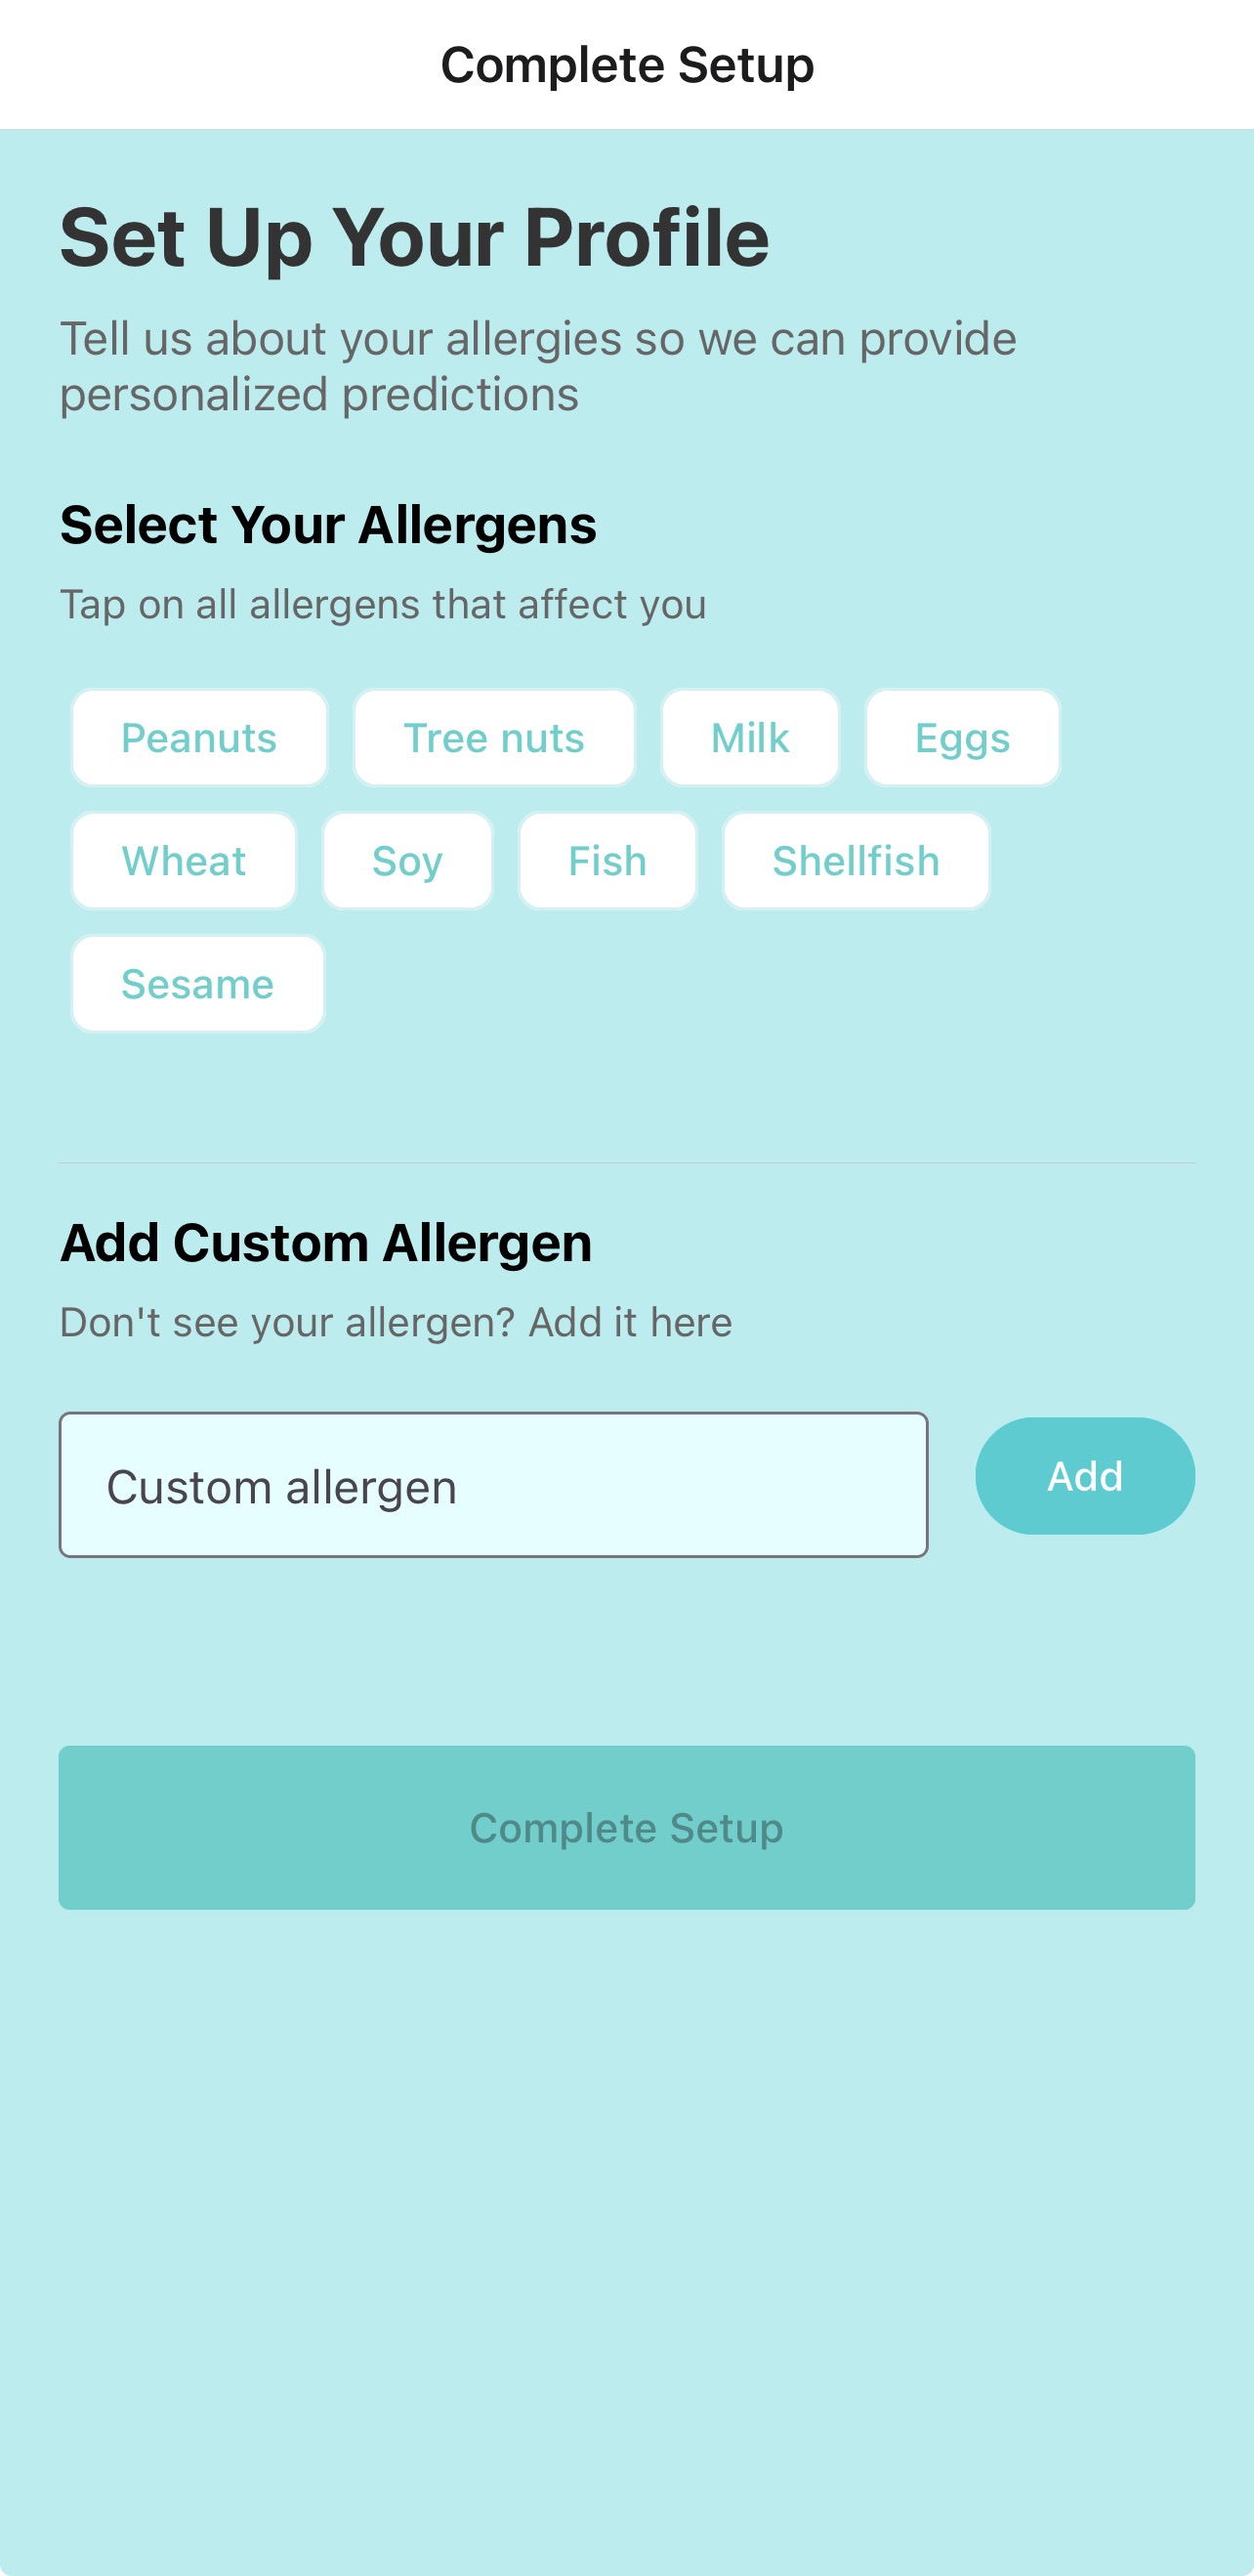 Complete Setup
Set Up Your Profile
Tell us about your allergies so we can provide
personalized predictions
Select Your Allergens
Tap on all allergens that affect you
Peanuts Tree nuts Milk Eggs
Wheat Soy Fish Shellfish
Sesame
Add Custom Allergen
Don't see your allergen? Add it here
Custom allergen Add
Complete Setup